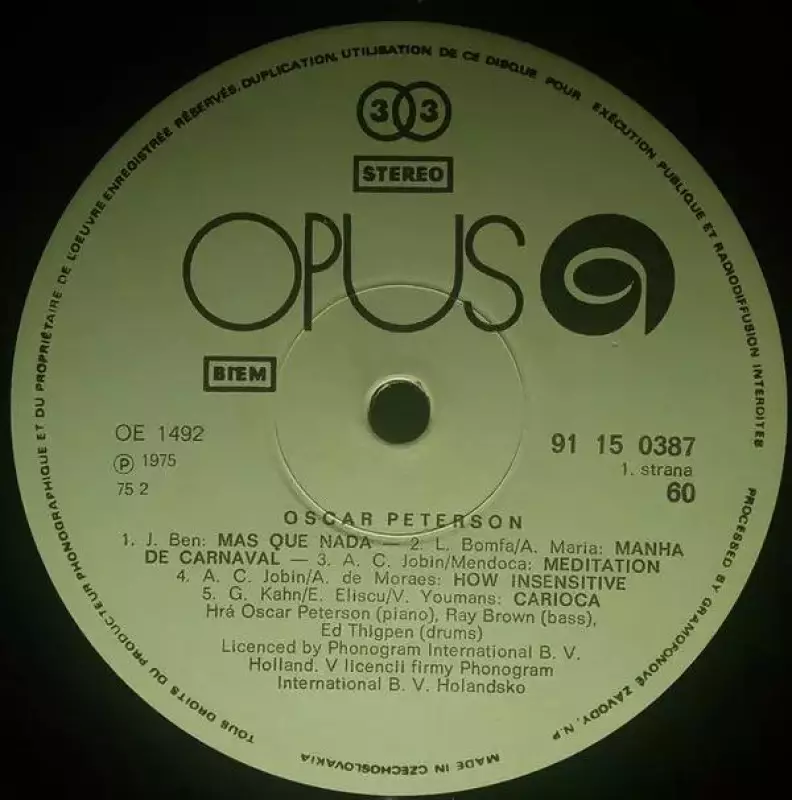 33
STEREO
OPUS
BIEM
OE 1492
Ⓟ 1975
75 2
91 15 0387
1. strana
60
OSCAR PETERSON
1. J. Ben: MAS QUE NADA — 2. L. Bomfa/A. Maria: MANHA
DE CARNAVAL — 3. A. C. Jobin/Mendoca: MEDITATION
4. A. C. Jobin/A. de Moraes: HOW INSENSITIVE
5. G. Kahn/E. Eliscu/V. Youmans: CARIOCA
Hrá Oscar Peterson (piano), Ray Brown (bass),
Ed Thigpen (drums)
Licenced by Phonogram International B. V.
Holland. V licencii firmy Phonogram
International B. V. Holandsko
TOUS DROITS DU PRODUCTEUR PHONOGRAPHIQUE ET DU PROPRIÉTAIRE DE L'OEUVRE ENREGISTRÉE RÉSERVÉS. DUPLICATION, UTILISATION DE CE DISQUE POUR EXÉCUTION PUBLIQUE ET RADIODIFFUSION INTERDITES
PROCESSED BY GRAMOFONOVÉ ZÁVODY, N.P
MADE IN CZECHOSLOVAKIA